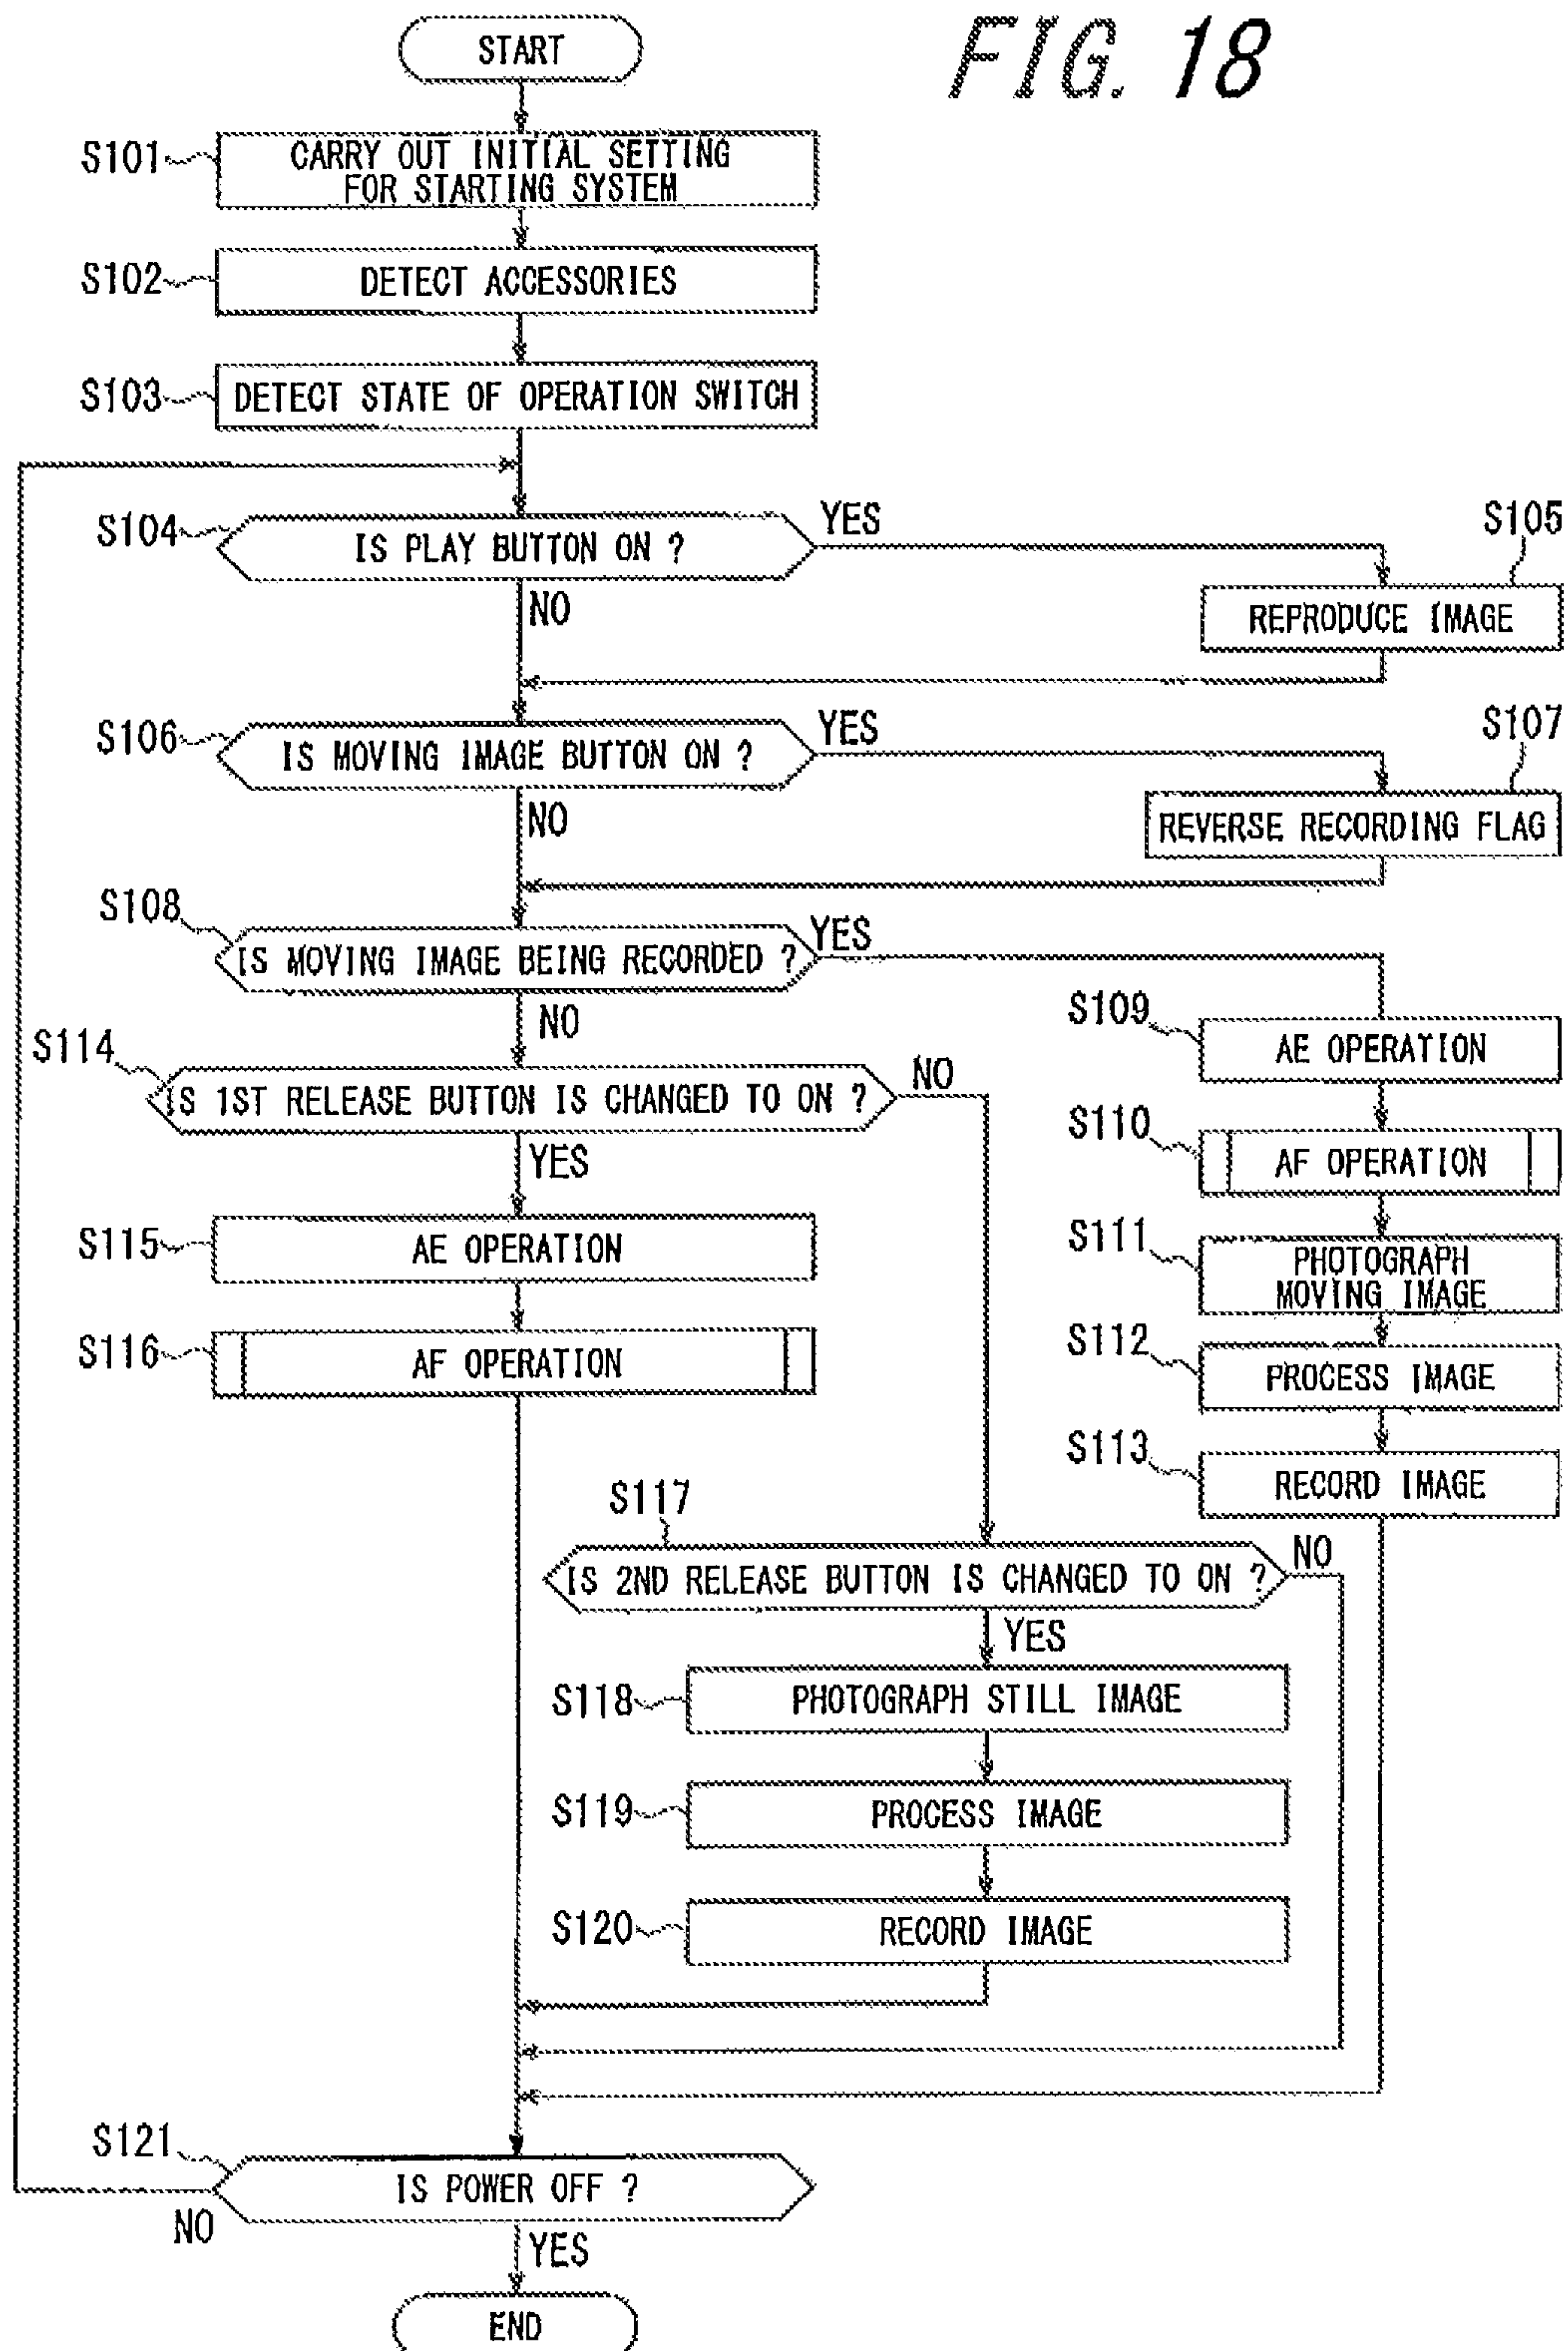 FIG. 18
START
S101
CARRY OUT INITIAL SETTING
FOR STARTING SYSTEM
S102
DETECT ACCESSORIES
S103
DETECT STATE OF OPERATION SWITCH
S104
IS PLAY BUTTON ON ?
YES
NO
S105
REPRODUCE IMAGE
S106
IS MOVING IMAGE BUTTON ON ?
YES
NO
S107
REVERSE RECORDING FLAG
S108
IS MOVING IMAGE BEING RECORDED ?
YES
NO
S109
AE OPERATION
S110
AF OPERATION
S111
PHOTOGRAPH
MOVING IMAGE
S112
PROCESS IMAGE
S113
RECORD IMAGE
S114
IS 1ST RELEASE BUTTON IS CHANGED TO ON ?
NO
YES
S115
AE OPERATION
S116
AF OPERATION
S117
IS 2ND RELEASE BUTTON IS CHANGED TO ON ?
NO
YES
S118
PHOTOGRAPH STILL IMAGE
S119
PROCESS IMAGE
S120
RECORD IMAGE
S121
IS POWER OFF ?
NO
YES
END